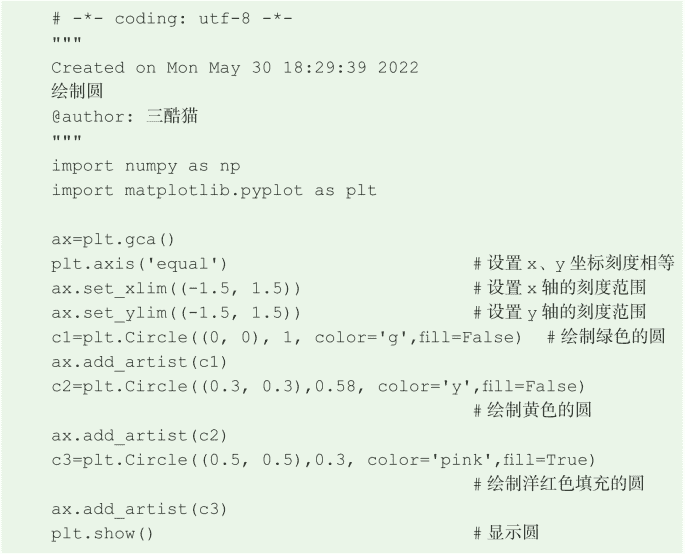 # -*- coding: utf-8 -*-
"""
Created on Mon May 30 18:29:39 2022
绘制圆
@author: 三酷猫
"""
import numpy as np
import matplotlib.pyplot as plt
ax=plt.gca()
plt.axis('equal') #设置 x、y 坐标刻度相等
ax.set_xlim((-1.5, 1.5)) #设置 x 轴的刻度范围
ax.set_ylim((-1.5, 1.5)) #设置 y 轴的刻度范围
c1=plt.Circle((0, 0), 1, color='g',fill=False) #绘制绿色的圆
ax.add_artist(c1)
c2=plt.Circle((0.3, 0.3),0.58, color='y',fill=False)
#绘制黄色的圆
ax.add_artist(c2)
c3=plt.Circle((0.5, 0.5),0.3, color='pink',fill=True)
#绘制洋红色填充的圆
ax.add_artist(c3)
plt.show() #显示圆